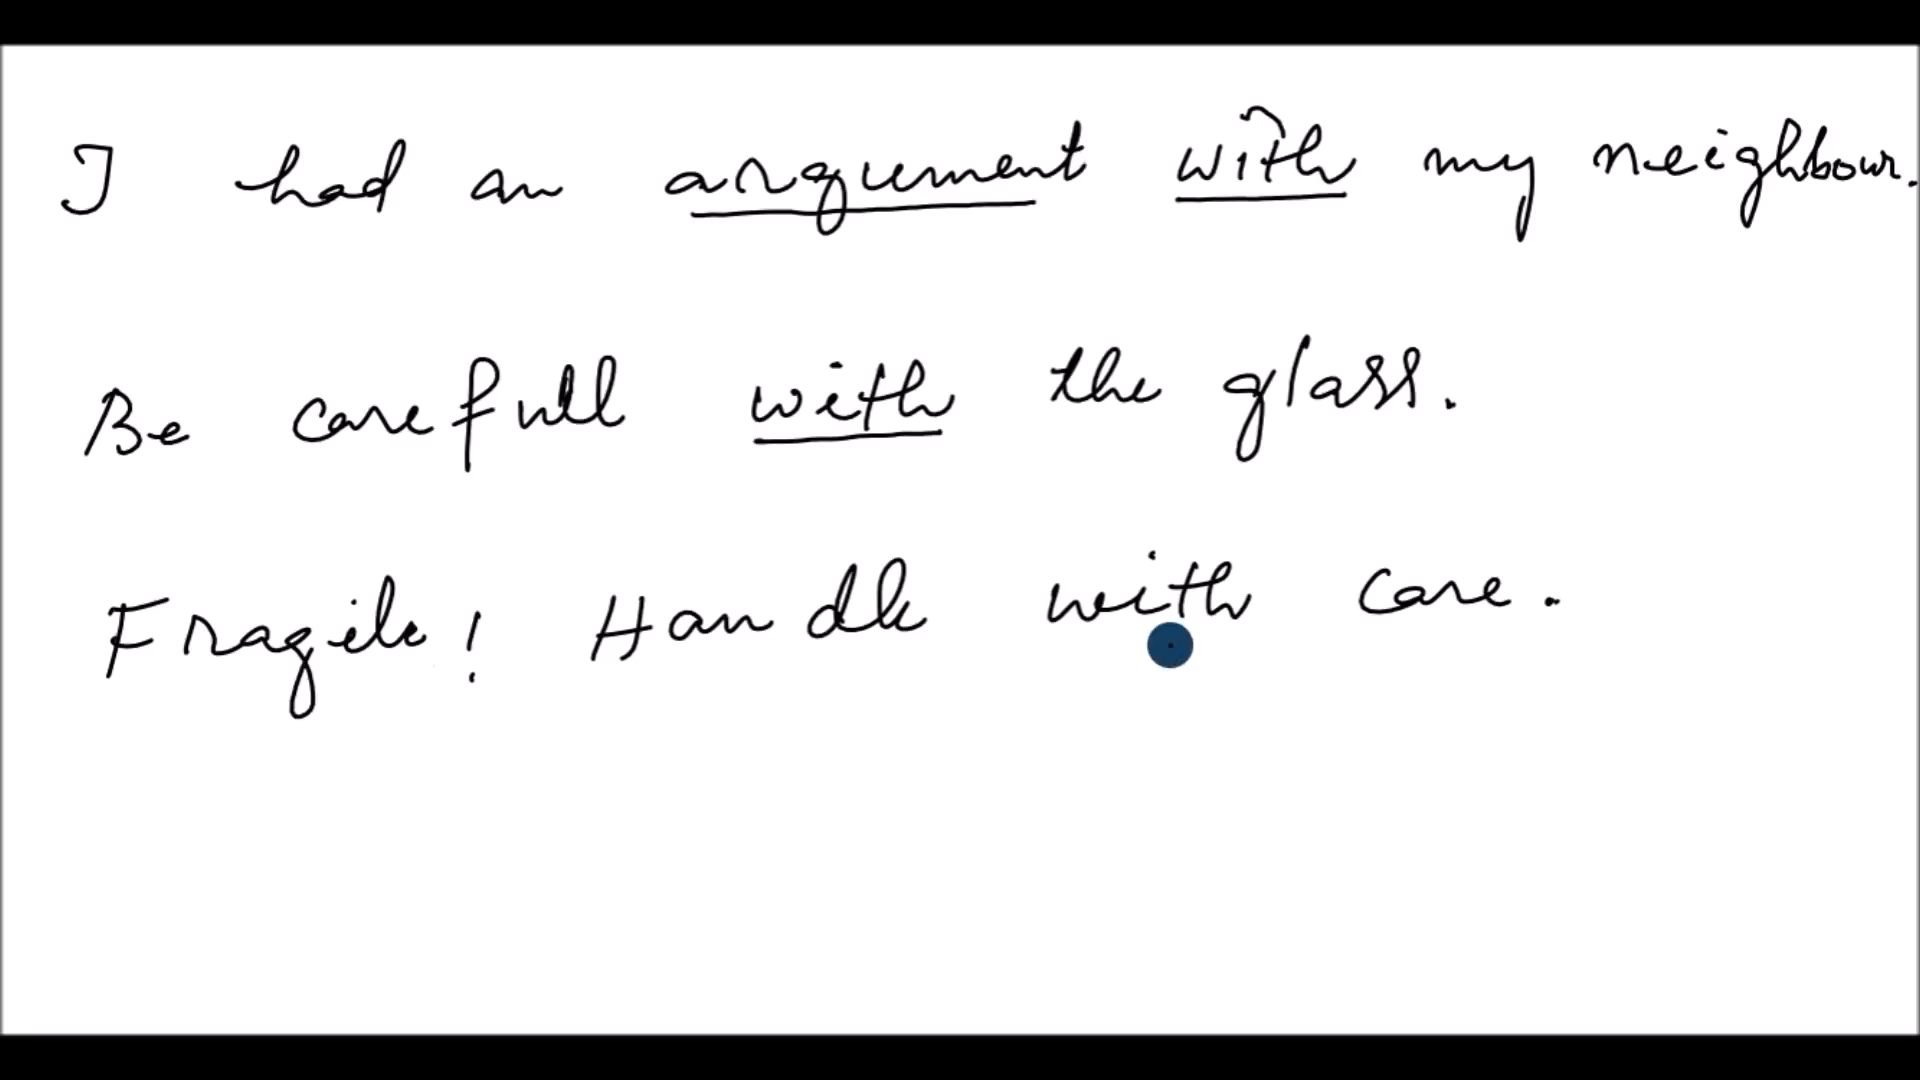 I had an argument with my neighbour.
Be carefull with the glass.
Fragile! Handle with care.